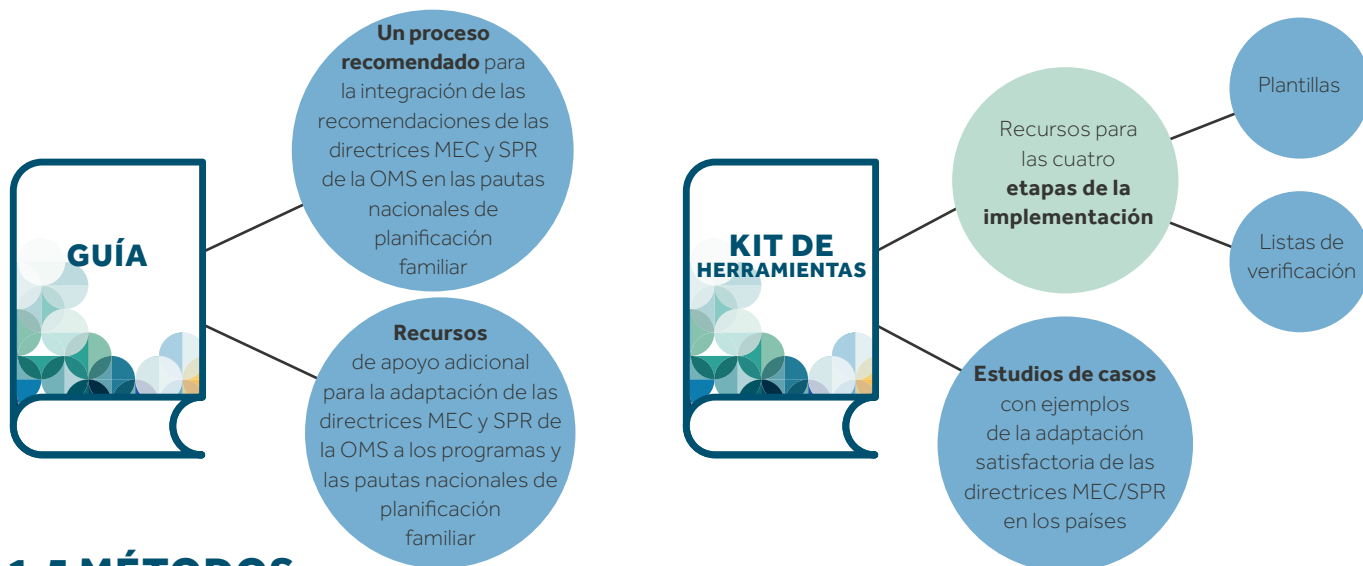 GUÍA
Un proceso
recomendado para
la integración de las
recomendaciones de las
directrices MEC y SPR
de la OMS en las pautas
nacionales de
planificación
familiar
Recursos
de apoyo adicional
para la adaptación de las
directrices MEC y SPR de
la OMS a los programas y
las pautas nacionales de
planificación
familiar
KIT DE
HERRAMIENTAS
Recursos para
las cuatro
etapas de la
implementación
Plantillas
Listas de
verificación
Estudios de casos
con ejemplos
de la adaptación
satisfactoria de las
directrices MEC/SPR
en los países
1.5 MÉTODOS